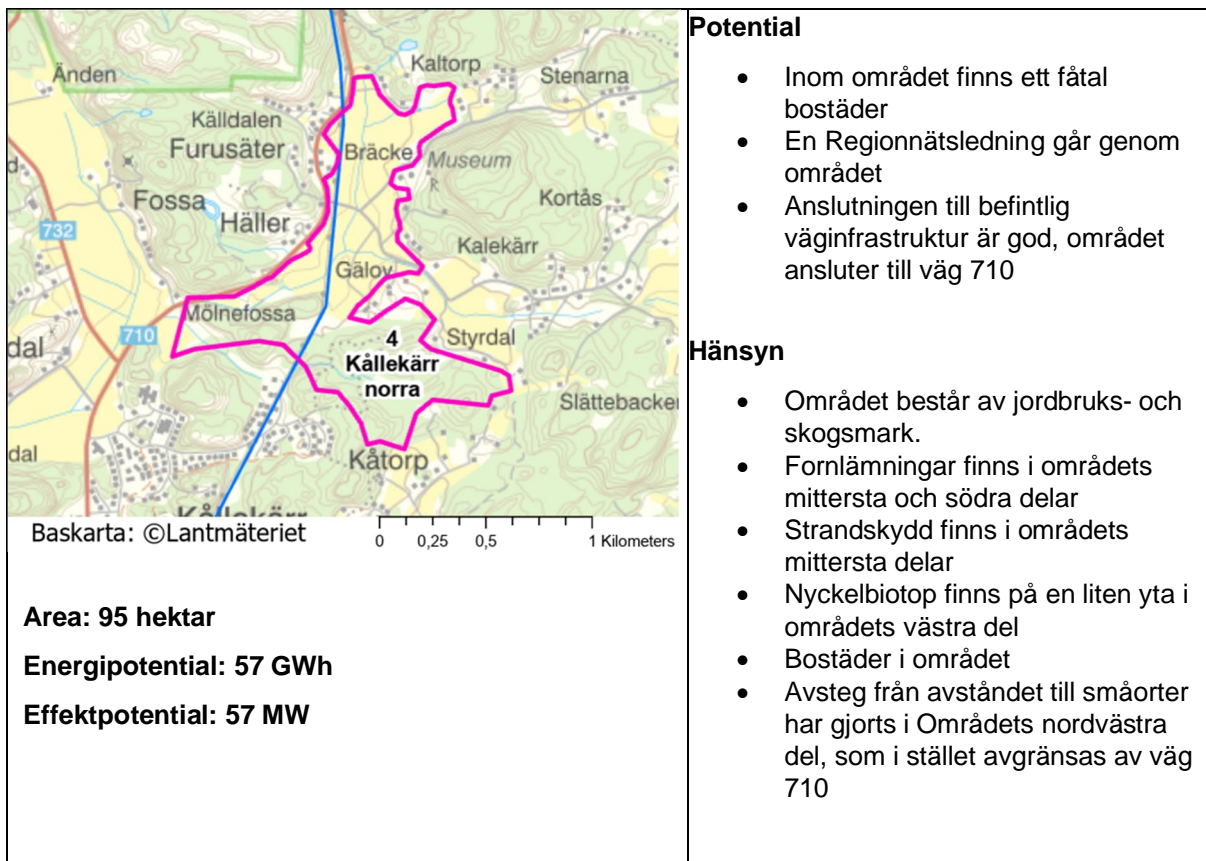 Änden
Kaltorp
Stenarna
Källdalen
Furusäter
Bräcke
Museum
Fossa
Häller
Kortås
732
Kalekärr
Gälov
Mölnefossa
710
4
Kållekärr
norra
Styrdal
dal
Slättebacken
dal
Kåtorp
Kållekärr
Baskarta: ©Lantmäteriet
0 0,25 0,5 1 Kilometers
Area: 95 hektar
Energipotential: 57 GWh
Effektpotential: 57 MW
Potential
• Inom området finns ett fåtal
bostäder
• En Regionnätsledning går genom
området
• Anslutningen till befintlig
väginfrastruktur är god, området
ansluter till väg 710
Hänsyn
• Området består av jordbruks- och
skogsmark.
• Fornlämningar finns i områdets
mittersta och södra delar
• Strandskydd finns i områdets
mittersta delar
• Nyckelbiotop finns på en liten yta i
områdets västra del
• Bostäder i området
• Avsteg från avståndet till småorter
har gjorts i Områdets nordvästra
del, som i stället avgränsas av väg
710